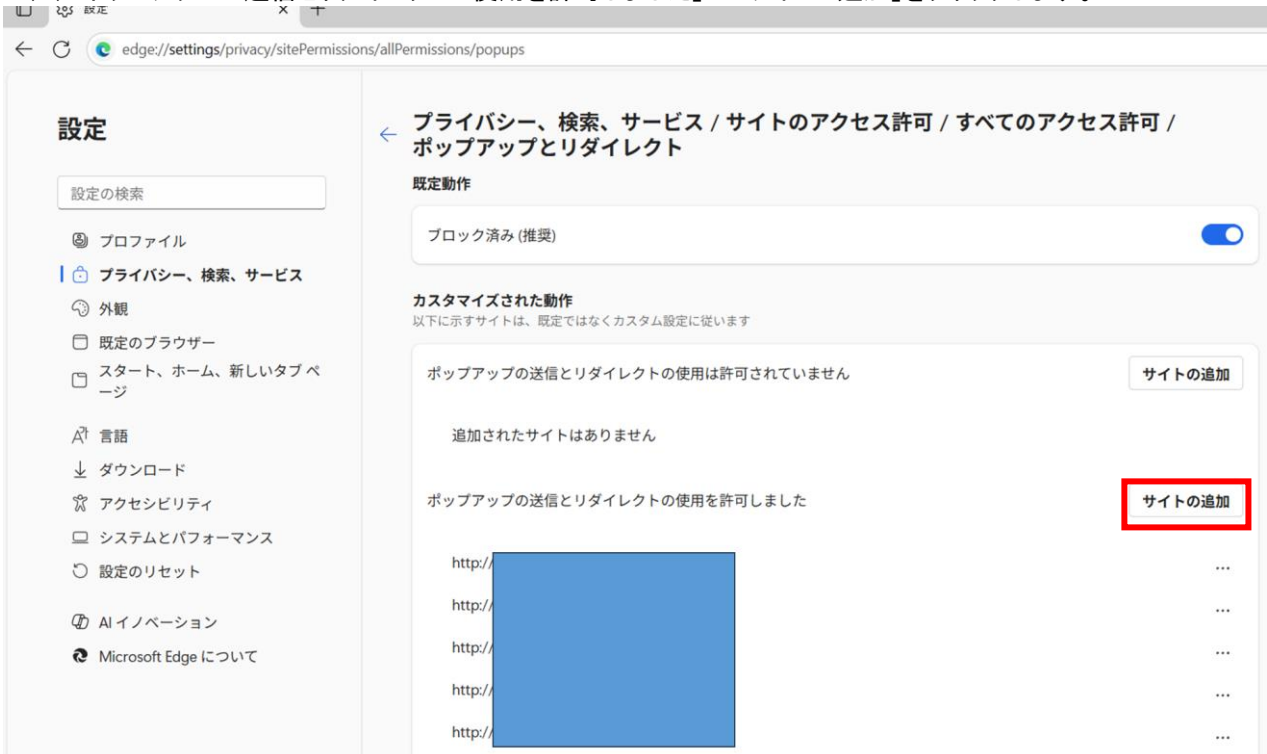 設定
edge://settings/privacy/sitePermissions/allPermissions/popups
設定
設定の検索
プロファイル
プライバシー、検索、サービス
外観
既定のブラウザー
スタート、ホーム、新しいタブ ペ
ージ
言語
ダウンロード
アクセシビリティ
システムとパフォーマンス
設定のリセット
AI イノベーション
Microsoft Edge について
プライバシー、検索、サービス / サイトのアクセス許可 / すべてのアクセス許可 /
ポップアップとリダイレクト
既定動作
ブロック済み (推奨)
カスタマイズされた動作
以下に示すサイトは、既定ではなくカスタム設定に従います
ポップアップの送信とリダイレクトの使用は許可されていません
サイトの追加
追加されたサイトはありません
ポップアップの送信とリダイレクトの使用を許可しました
サイトの追加
http://
http://
http://
http://
http://